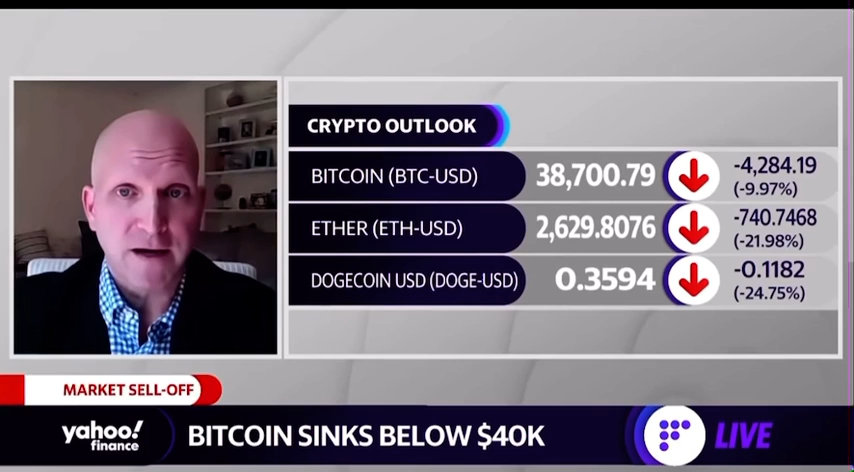 CRYPTO OUTLOOK
BITCOIN (BTC-USD) 38,700.79 -4,284.19
(-9.97%)
ETHER (ETH-USD) 2,629.8076 -740.7468
(-21.98%)
DOGECOIN USD (DOGE-USD) 0.3594 -0.1182
(-24.75%)
MARKET SELL-OFF
yahoo!
finance
BITCOIN SINKS BELOW $40K
LIVE